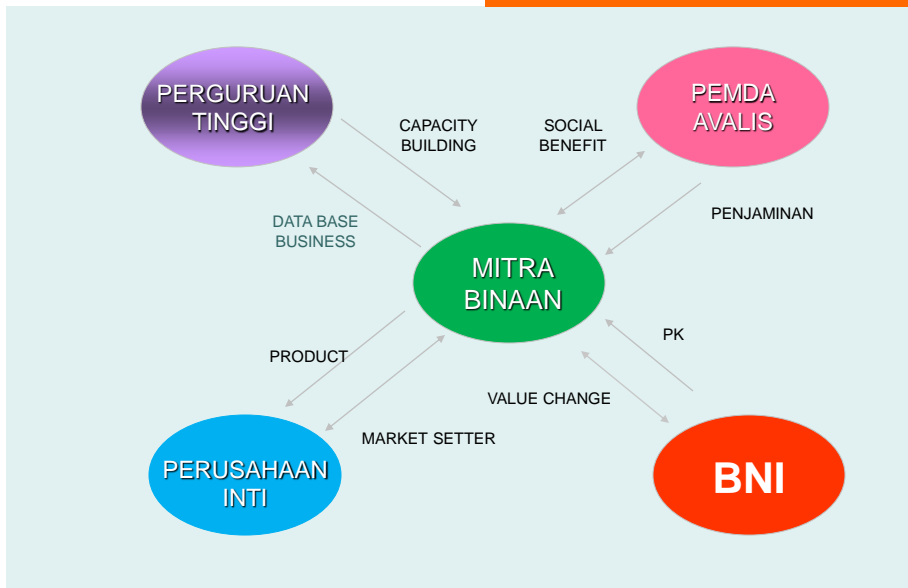 PERGURUAN
TINGGI
PEMDA
AVALIS
CAPACITY
BUILDING
SOCIAL
BENEFIT
DATA BASE
BUSINESS
PENJAMINAN
MITRA
BINAAN
PRODUCT
PK
VALUE CHANGE
MARKET SETTER
PERUSAHAAN
INTI
BNI